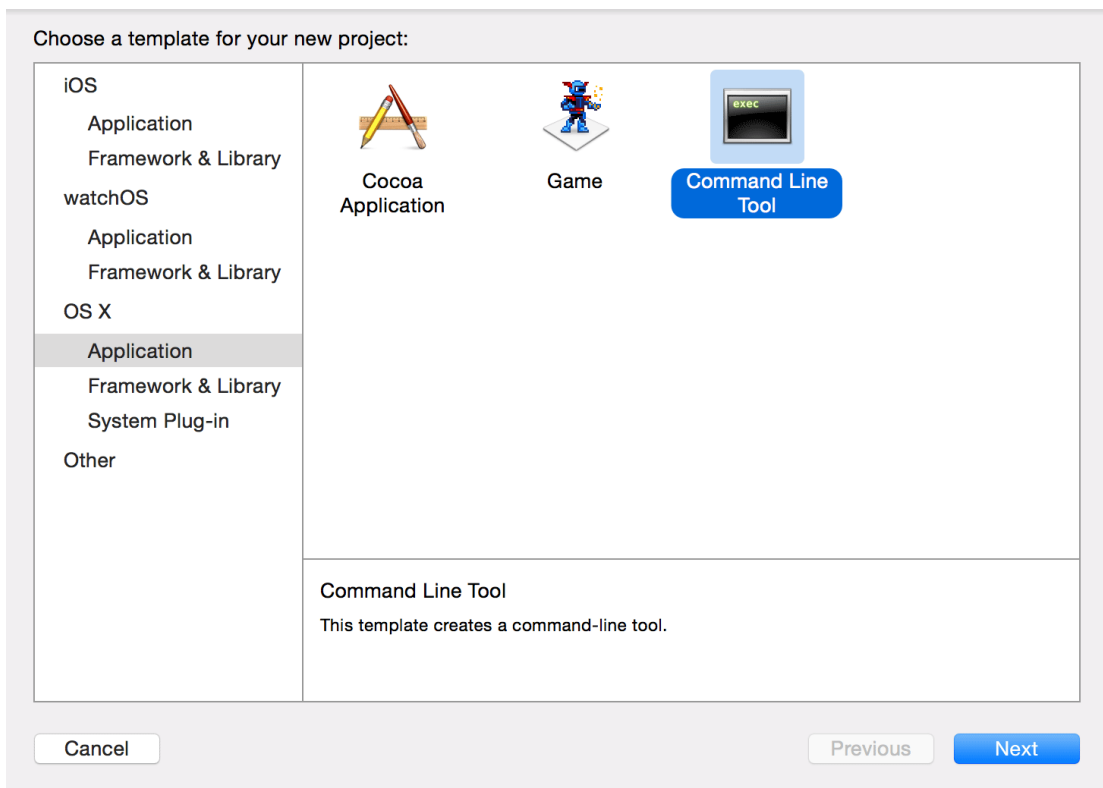 Choose a template for your new project:
iOS
Application
Framework & Library
watchOS
Application
Framework & Library
OS X
Application
Framework & Library
System Plug-in
Other
Cocoa
Application
Game
exec
Command Line
Tool
Command Line Tool
This template creates a command-line tool.
Cancel
Previous
Next